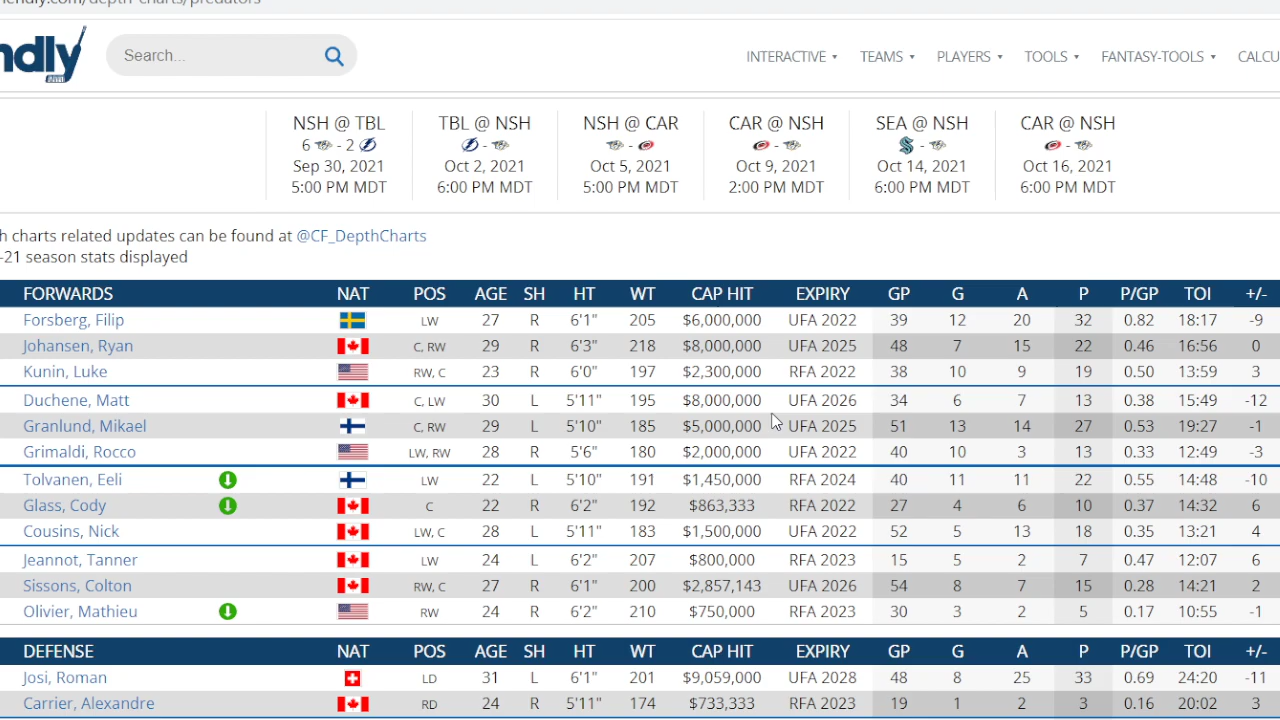 endly.com/depth-charts/predators
ndly Search... INTERACTIVE TEAMS PLAYERS TOOLS FANTASY-TOOLS CALCU
NSH @ TBL TBL @ NSH NSH @ CAR CAR @ NSH SEA @ NSH CAR @ NSH
6 - 2 - - - - -
Sep 30, 2021 Oct 2, 2021 Oct 5, 2021 Oct 9, 2021 Oct 14, 2021 Oct 16, 2021
5:00 PM MDT 6:00 PM MDT 5:00 PM MDT 2:00 PM MDT 6:00 PM MDT 6:00 PM MDT
h charts related updates can be found at @CF_DepthCharts
-21 season stats displayed
FORWARDS NAT POS AGE SH HT WT CAP HIT EXPIRY GP G A P P/GP TOI +/-
Forsberg, Filip LW 27 R 6'1" 205 $6,000,000 UFA 2022 39 12 20 32 0.82 18:17 -9
Johansen, Ryan C, RW 29 R 6'3" 218 $8,000,000 UFA 2025 48 7 15 22 0.46 16:56 0
Kunin, Luke RW, C 23 R 6'0" 197 $2,300,000 RFA 2022 38 10 9 19 0.50 13:59 3
Duchene, Matt C, LW 30 L 5'11" 195 $8,000,000 UFA 2026 34 6 7 13 0.38 15:49 -12
Granlund, Mikael C, RW 29 L 5'10" 185 $5,000,000 UFA 2025 51 13 14 27 0.53 19:27 -1
Grimaldi, Rocco LW, RW 28 R 5'6" 180 $2,000,000 UFA 2022 40 10 3 13 0.33 12:49 -3
Tolvanen, Eeli LW 22 L 5'10" 191 $1,450,000 RFA 2024 40 11 11 22 0.55 14:48 -10
Glass, Cody C 22 R 6'2" 192 $863,333 RFA 2022 27 4 6 10 0.37 14:32 6
Cousins, Nick LW, C 28 L 5'11" 183 $1,500,000 UFA 2022 52 5 13 18 0.35 13:21 4
Jeannot, Tanner LW 24 L 6'2" 207 $800,000 RFA 2023 15 5 2 7 0.47 12:07 6
Sissons, Colton RW, C 27 R 6'1" 200 $2,857,143 UFA 2026 54 8 7 15 0.28 14:21 2
Olivier, Mathieu RW 24 R 6'2" 210 $750,000 RFA 2023 30 3 2 5 0.17 10:55 -1
DEFENSE NAT POS AGE SH HT WT CAP HIT EXPIRY GP G A P P/GP TOI +/-
Josi, Roman LD 31 L 6'1" 201 $9,059,000 UFA 2028 48 8 25 33 0.69 24:20 -11
Carrier, Alexandre RD 24 R 5'11" 174 $733,333 RFA 2022 19 1 2 3 0.16 20:02 3